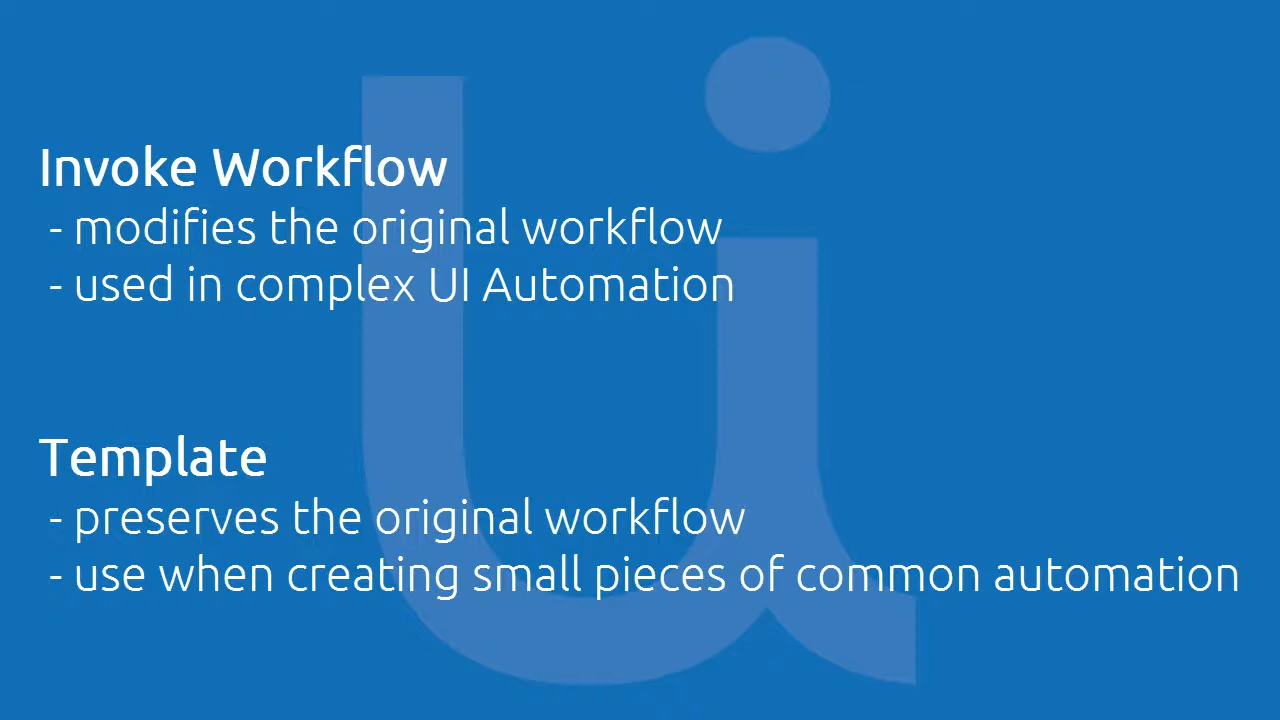 Invoke Workflow
- modifies the original workflow
- used in complex UI Automation
Template
- preserves the original workflow
- use when creating small pieces of common automation